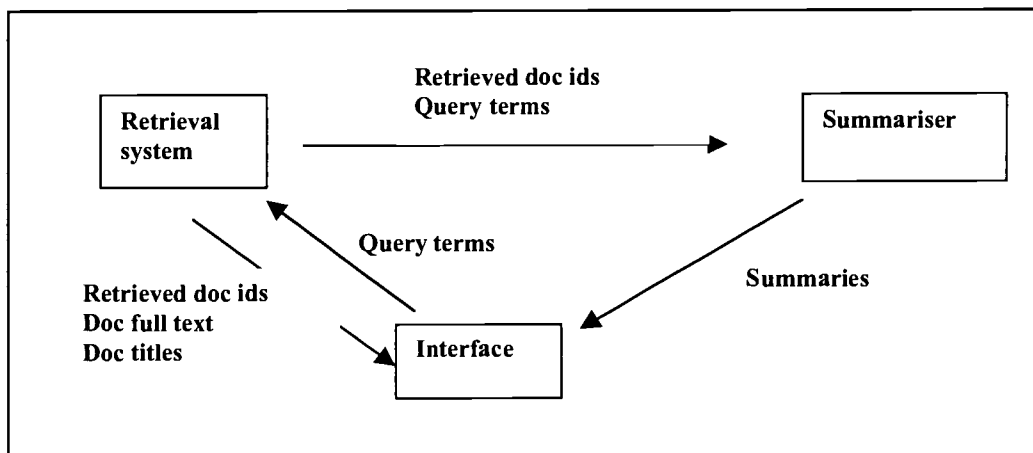 Retrieved doc ids
Query terms
Retrieval
system
Summariser
Query terms
Summaries
Retrieved doc ids
Doc full text
Doc titles
Interface